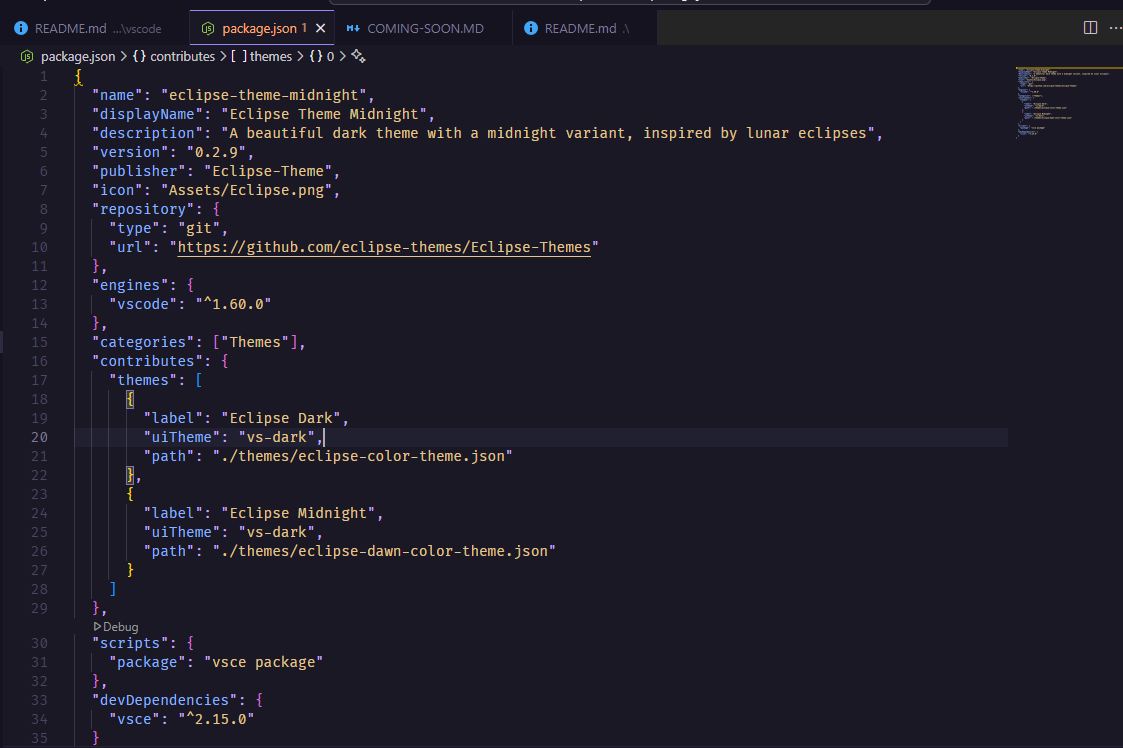 README.md ...\vscode
package.json 1
COMING-SOON.MD
README.md .\
package.json > {} contributes > [ ] themes > {} 0 >
1 {
2 "name": "eclipse-theme-midnight",
3 "displayName": "Eclipse Theme Midnight",
4 "description": "A beautiful dark theme with a midnight variant, inspired by lunar eclipses",
5 "version": "0.2.9",
6 "publisher": "Eclipse-Theme",
7 "icon": "Assets/Eclipse.png",
8 "repository": {
9 "type": "git",
10 "url": "https://github.com/eclipse-themes/Eclipse-Themes"
11 },
12 "engines": {
13 "vscode": "^1.60.0"
14 },
15 "categories": ["Themes"],
16 "contributes": {
17 "themes": [
18 {
19 "label": "Eclipse Dark",
20 "uiTheme": "vs-dark",
21 "path": "./themes/eclipse-color-theme.json"
22 },
23 {
24 "label": "Eclipse Midnight",
25 "uiTheme": "vs-dark",
26 "path": "./themes/eclipse-dawn-color-theme.json"
27 }
28 ]
29 },
Debug
30 "scripts": {
31 "package": "vsce package"
32 },
33 "devDependencies": {
34 "vsce": "^2.15.0"
35 }